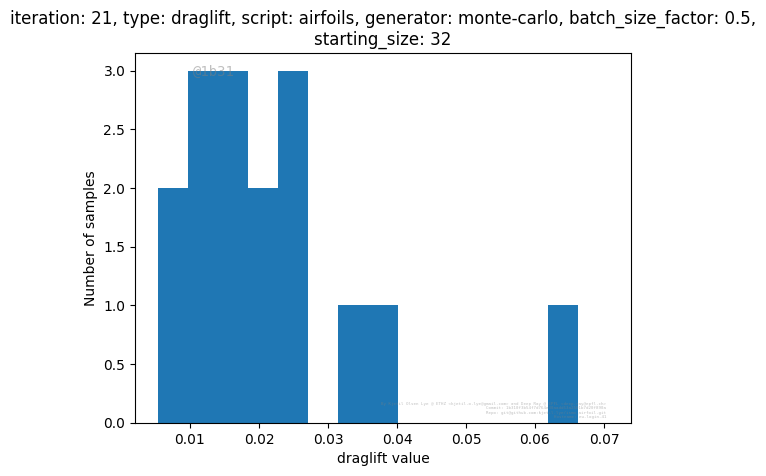 iteration: 21, type: draglift, script: airfoils, generator: monte-carlo, batch_size_factor: 0.5,
starting_size: 32
@1b31
3.0
2.5
2.0
1.5
1.0
0.5
0.0
Number of samples
0.01 0.02 0.03 0.04 0.05 0.06 0.07
draglift value